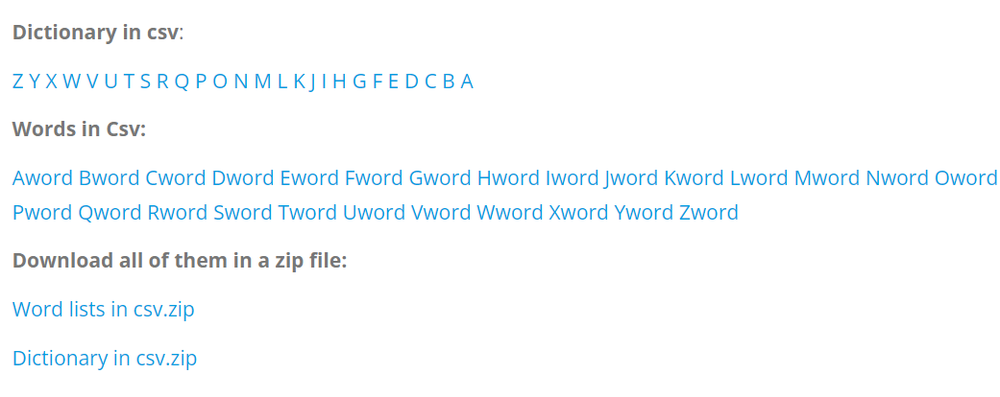 Dictionary in csv:
Z Y X W V U T S R Q P O N M L K J I H G F E D C B A
Words in Csv:
Aword Bword Cword Dword Eword Fword Gword Hword Iword Jword Kword Lword Mword Nword Oword
Pword Qword Rword Sword Tword Uword Vword Wword Xword Yword Zword
Download all of them in a zip file:
Word lists in csv.zip
Dictionary in csv.zip